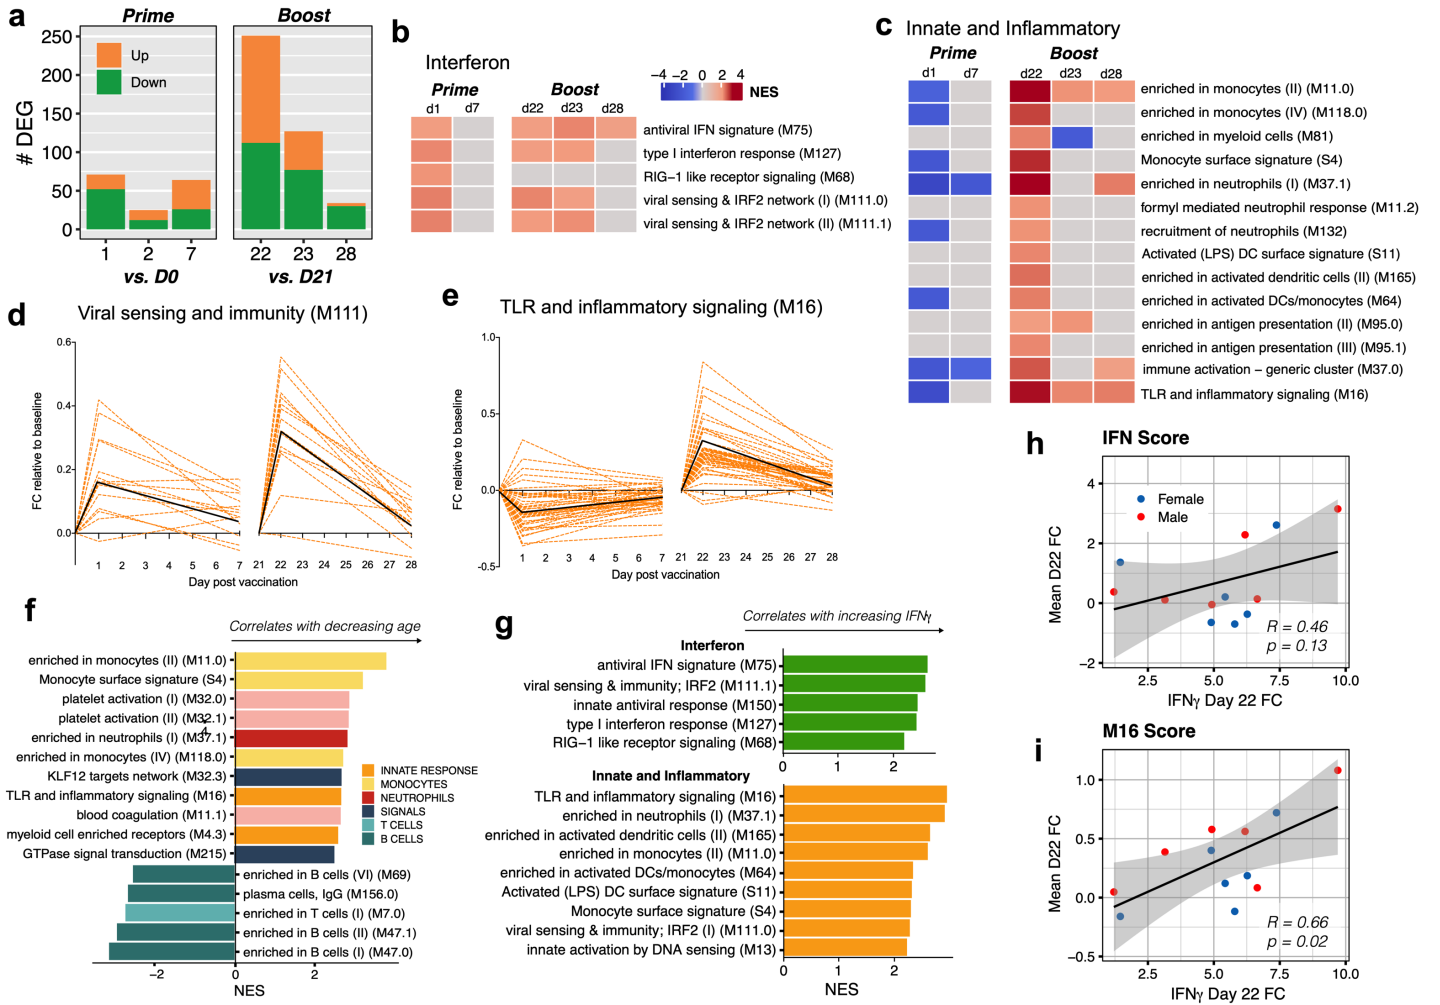 a
Prime
Boost
# DEG
250
200
150
100
50
0
Up
Down
1
2
7
22
23
28
vs. D0
vs. D21
b
Interferon
−4
−2
0
2
4
NES
Prime
Boost
d1
d7
d22
d23
d28
antiviral IFN signature (M75)
type I interferon response (M127)
RIG−1 like receptor signaling (M68)
viral sensing & IRF2 network (I) (M111.0)
viral sensing & IRF2 network (II) (M111.1)
c
Innate and Inflammatory
Prime
Boost
d1
d7
d22
d23
d28
enriched in monocytes (II) (M11.0)
enriched in monocytes (IV) (M118.0)
enriched in myeloid cells (M81)
Monocyte surface signature (S4)
enriched in neutrophils (I) (M37.1)
formyl mediated neutrophil response (M11.2)
recruitment of neutrophils (M132)
Activated (LPS) DC surface signature (S11)
enriched in activated dendritic cells (II) (M165)
enriched in activated DCs/monocytes (M64)
enriched in antigen presentation (II) (M95.0)
enriched in antigen presentation (III) (M95.1)
immune activation − generic cluster (M37.0)
TLR and inflammatory signaling (M16)
d
Viral sensing and immunity (M111)
FC relative to baseline
0.6
0.4
0.2
0.0
1 2 3 4 5 6 7 21 22 23 24 25 26 27 28
Day post vaccination
e
TLR and inflammatory signaling (M16)
FC relative to baseline
1.0
0.5
0.0
-0.5
1 2 3 4 5 6 7 21 22 23 24 25 26 27 28
Day post vaccination
f
Correlates with decreasing age
enriched in monocytes (II) (M11.0)
Monocyte surface signature (S4)
platelet activation (I) (M32.0)
platelet activation (II) (M32.1)
enriched in neutrophils (I) (M37.1)
enriched in monocytes (IV) (M118.0)
KLF12 targets network (M32.3)
TLR and inflammatory signaling (M16)
blood coagulation (M11.1)
myeloid cell enriched receptors (M4.3)
GTPase signal transduction (M215)
enriched in B cells (VI) (M69)
plasma cells, IgG (M156.0)
enriched in T cells (I) (M7.0)
enriched in B cells (II) (M47.1)
enriched in B cells (I) (M47.0)
INNATE RESPONSE
MONOCYTES
NEUTROPHILS
SIGNALS
T CELLS
B CELLS
−2
0
2
NES
g
Correlates with increasing IFNγ
Interferon
antiviral IFN signature (M75)
viral sensing & immunity; IRF2 (M111.1)
innate antiviral response (M150)
type I interferon response (M127)
RIG−1 like receptor signaling (M68)
0
1
2
Innate and Inflammatory
TLR and inflammatory signaling (M16)
enriched in neutrophils (I) (M37.1)
enriched in activated dendritic cells (II) (M165)
enriched in monocytes (II) (M11.0)
enriched in activated DCs/monocytes (M64)
Activated (LPS) DC surface signature (S11)
Monocyte surface signature (S4)
viral sensing & immunity; IRF2 (I) (M111.0)
innate activation by DNA sensing (M13)
0
1
2
NES
h
IFN Score
Mean D22 FC
4
2
0
−2
Female
Male
R = 0.46
p = 0.13
2.5
5.0
7.5
10.0
IFNγ Day 22 FC
i
M16 Score
Mean D22 FC
1.0
0.5
0.0
−0.5
R = 0.66
p = 0.02
2.5
5.0
7.5
10.0
IFNγ Day 22 FC